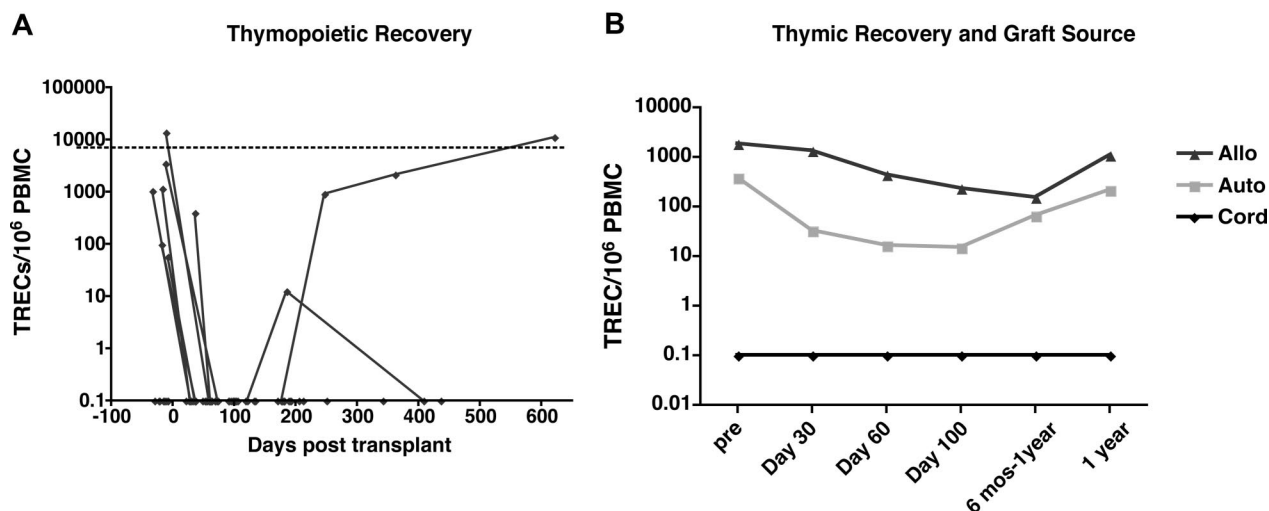 A
Thymopoietic Recovery
TRECs/10⁶ PBMC
100000
10000
1000
100
10
1
0.1
-100
0
100
200
300
400
500
600
Days post transplant
B
Thymic Recovery and Graft Source
TREC/10⁶ PBMC
10000
1000
100
10
1
0.1
0.01
pre
Day 30
Day 60
Day 100
6 mos-1year
1 year
Allo
Auto
Cord